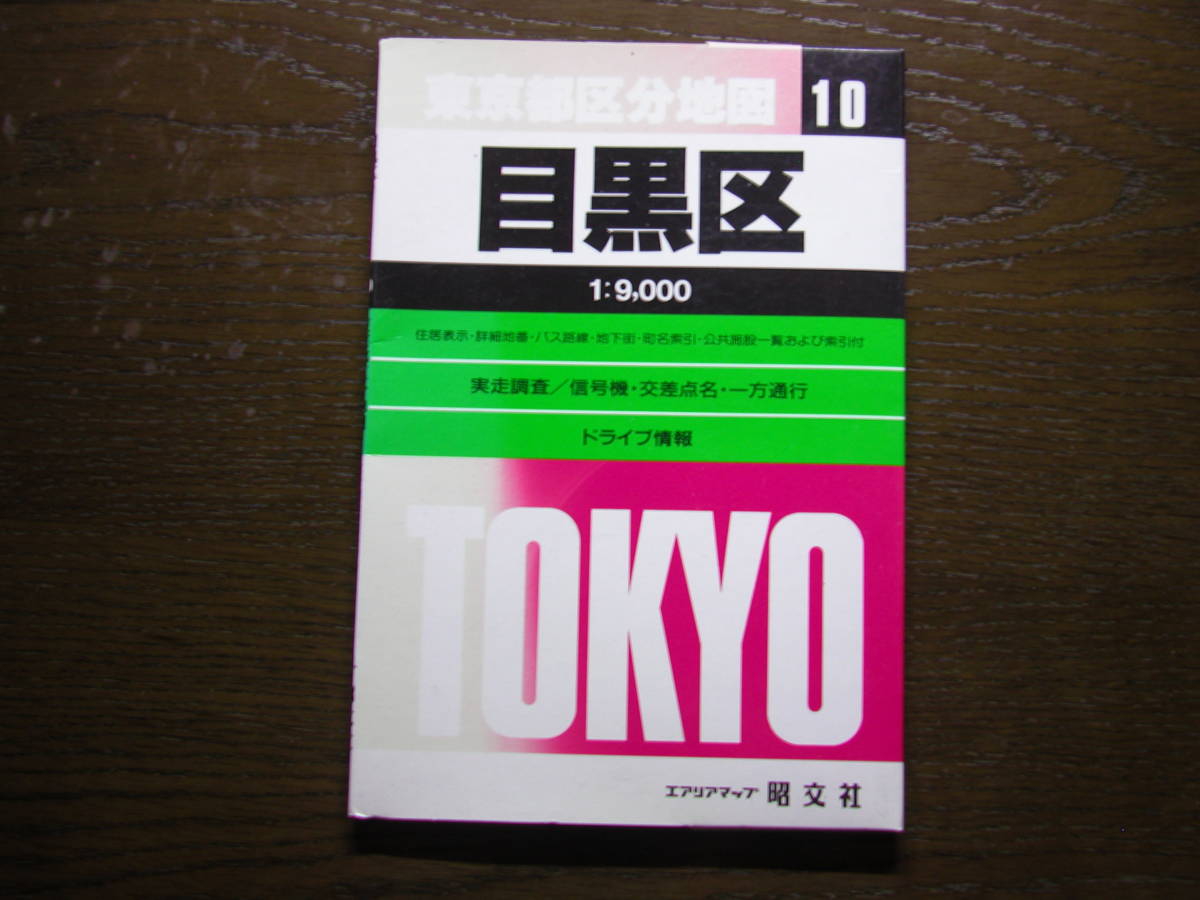 東京都区分地図 10
目黒区
1:9,000
住居表示・詳細地番・バス路線・地下街・町名索引・公共施設一覧および索引付
実走調査／信号機・交差点名・一方通行
ドライブ情報
TOKYO
エアリアマップ 昭文社